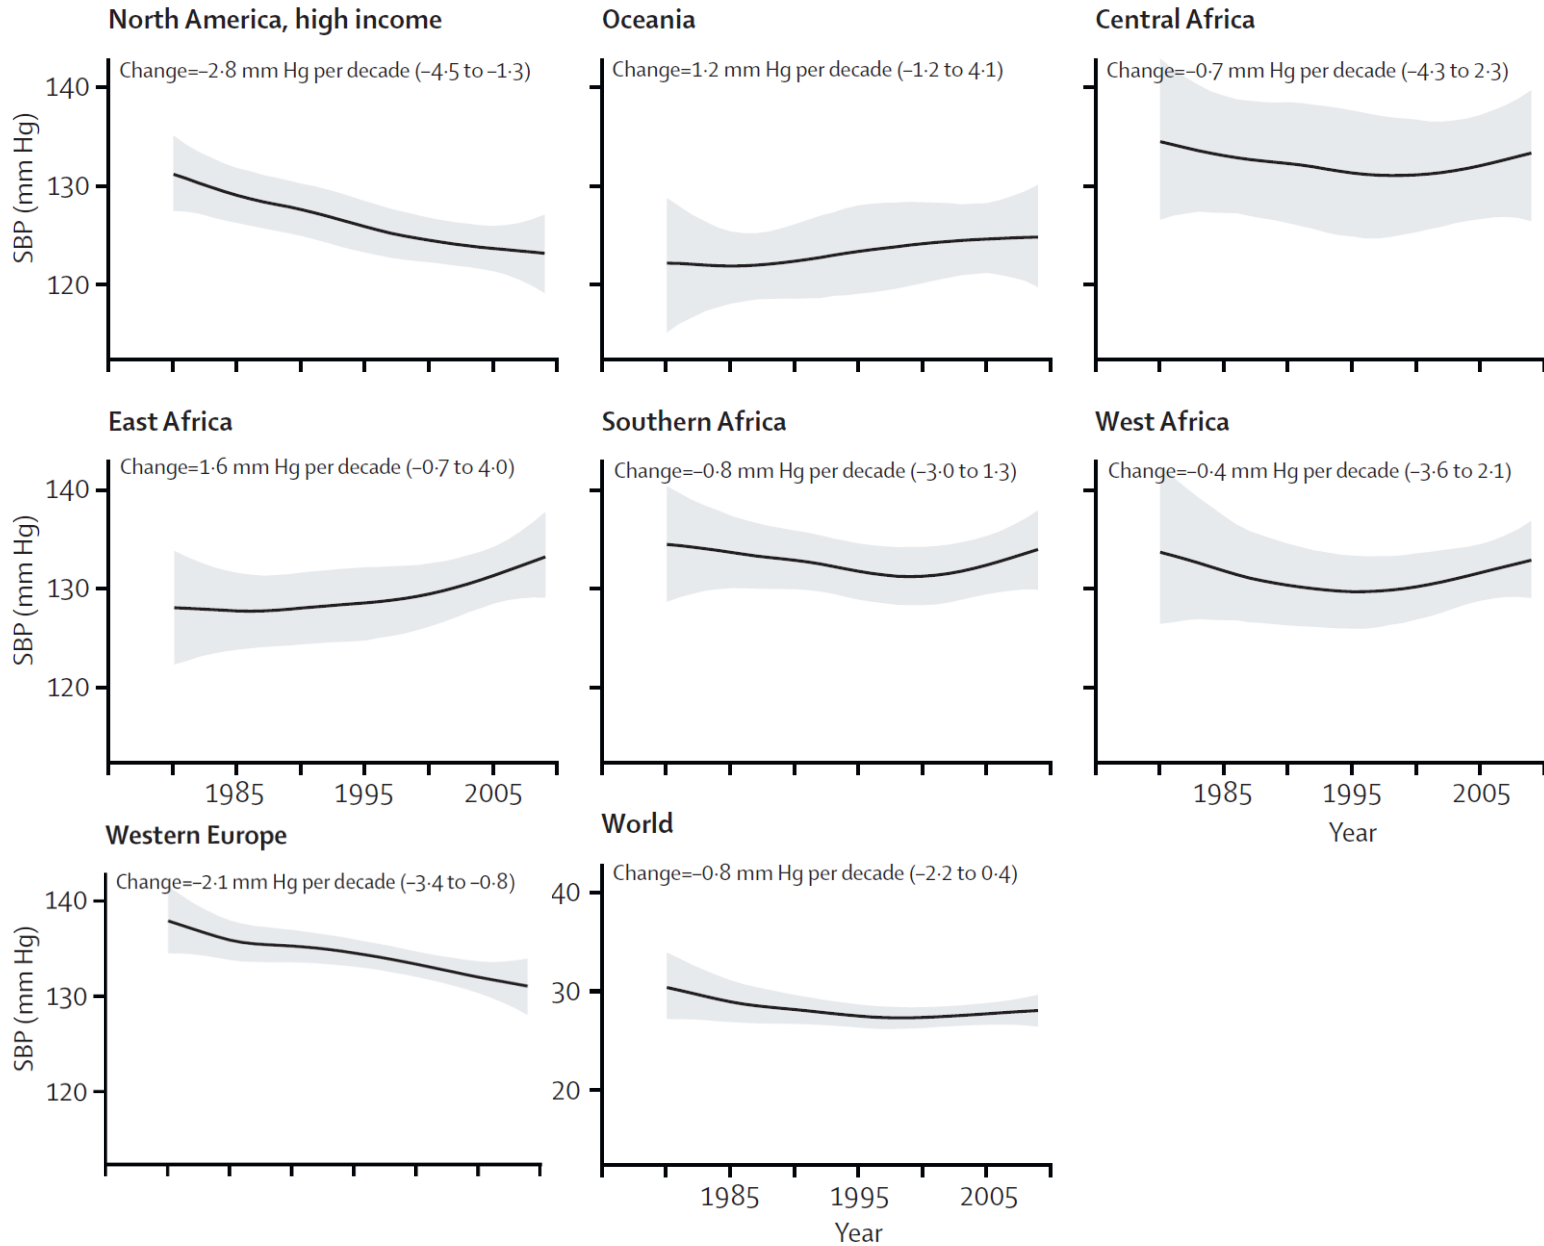 North America, high income
Oceania
Central Africa
Change=–2·8 mm Hg per decade (–4·5 to –1·3)
Change=1·2 mm Hg per decade (–1·2 to 4·1)
Change=–0·7 mm Hg per decade (–4·3 to 2·3)
140
130
120
SBP (mm Hg)
East Africa
Southern Africa
West Africa
Change=1·6 mm Hg per decade (–0·7 to 4·0)
Change=–0·8 mm Hg per decade (–3·0 to 1·3)
Change=–0·4 mm Hg per decade (–3·6 to 2·1)
140
130
120
SBP (mm Hg)
1985 1995 2005
1985 1995 2005
Year
Western Europe
World
Change=–2·1 mm Hg per decade (–3·4 to –0·8)
Change=–0·8 mm Hg per decade (–2·2 to 0·4)
140
130
120
SBP (mm Hg)
40
30
20
1985 1995 2005
Year